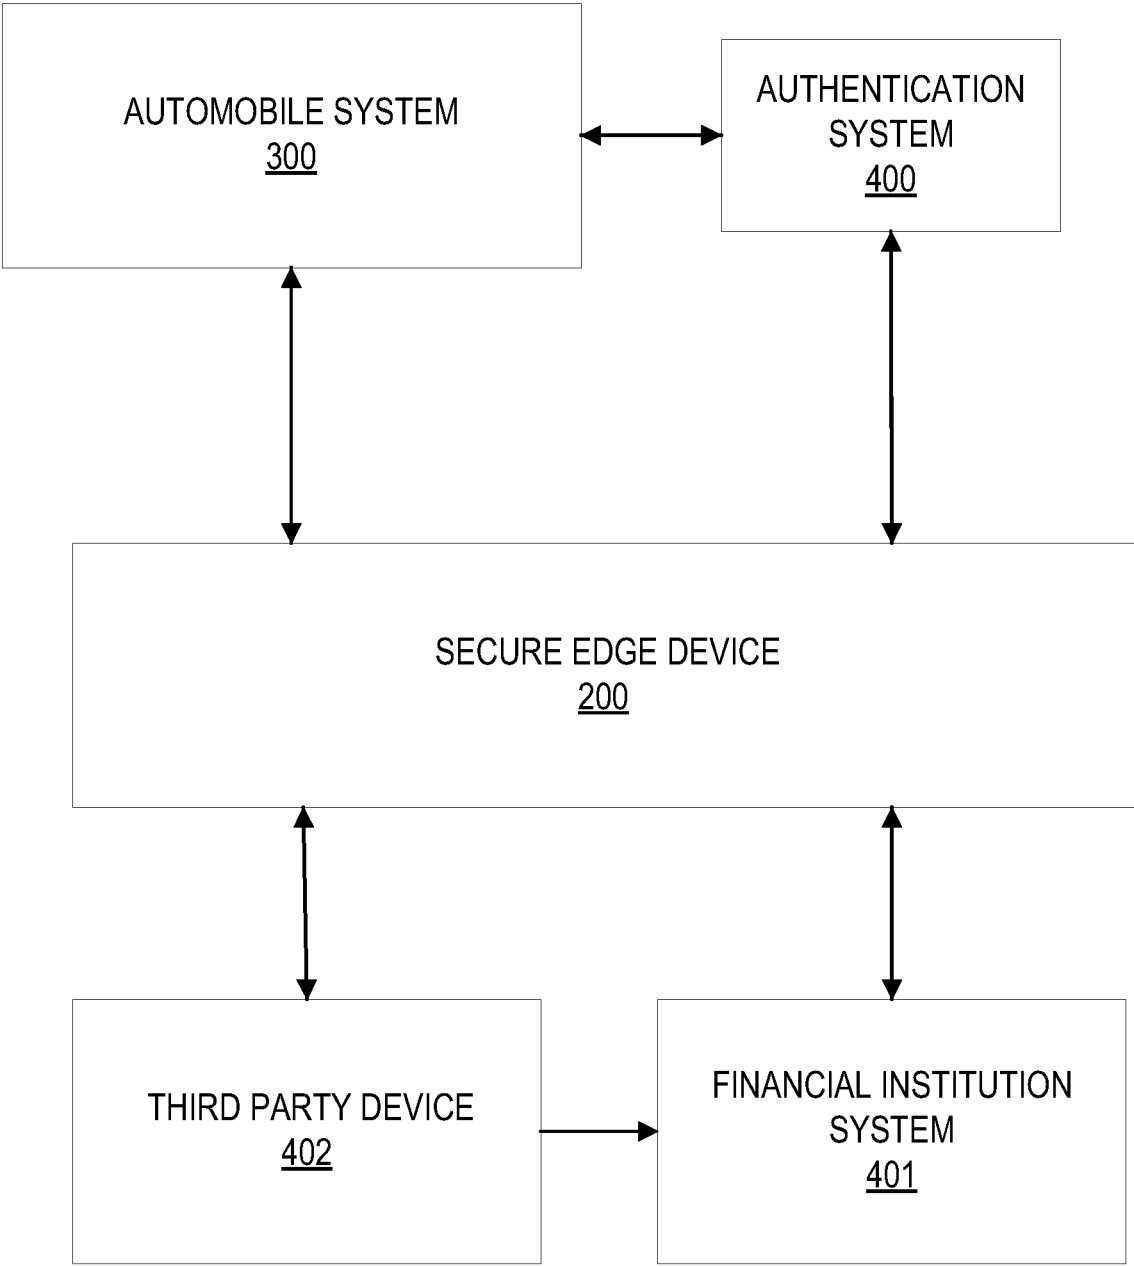 AUTOMOBILE SYSTEM
300
AUTHENTICATION
SYSTEM
400
SECURE EDGE DEVICE
200
THIRD PARTY DEVICE
402
FINANCIAL INSTITUTION
SYSTEM
401